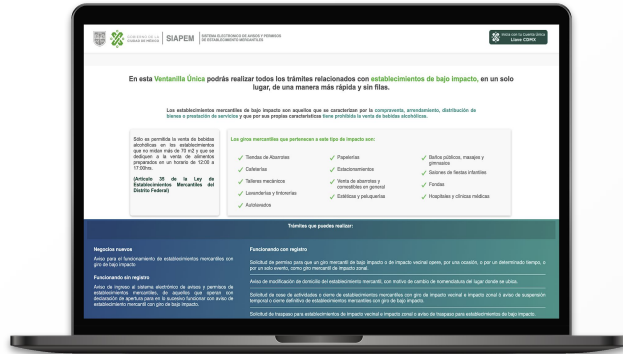 GOBIERNO DE LA
CIUDAD DE MÉXICO
SIAPEM
SISTEMA ELECTRÓNICO DE AVISOS Y PERMISOS
DE ESTABLECIMIENTO MERCANTILES
Inicia con tu cuenta única
Llave CDMX
En esta Ventanilla Única podrás realizar todos los trámites relacionados con establecimientos de bajo impacto, en un solo
lugar, de una manera más rápida y sin filas.
Los establecimientos mercantiles de bajo impacto son aquellos que se caracterizan por la compraventa, arrendamiento, distribución de
bienes o prestación de servicios y que por sus propias características tiene prohibida la venta de bebidas alcohólicas.
Sólo es permitida la venta de bebidas
alcohólicas en los establecimientos
que no midan más de 70 m2 y que se
dediquen a la venta de alimentos
preparados en un horario de 12:00 a
17:00hrs.
(Artículo 35 de la Ley de
Establecimientos Mercantiles del
Distrito Federal)
Los giros mercantiles que pertenecen a este tipo de impacto son:
Tiendas de Abarrotes
Cafeterías
Talleres mecánicos
Lavanderías y tintorerías
Autolavados
Papelerías
Estacionamientos
Venta de abarrotes y
comestibles en general
Estéticas y peluquerías
Baños públicos, masajes y
gimnasios
Salones de fiestas infantiles
Fondas
Hospitales y clínicas médicas
Trámites que puedes realizar:
Negocios nuevos
Aviso para el funcionamiento de establecimientos mercantiles con
giro de bajo impacto
Funcionando sin registro
Aviso de ingreso al sistema electrónico de avisos y permisos de
establecimientos mercantiles, de aquellos que operan con
declaración de apertura para en lo sucesivo funcionar con aviso de
establecimiento mercantil con giro de bajo impacto.
Funcionando con registro
Solicitud de permiso para que un giro mercantil de bajo impacto o de impacto vecinal opere, por una ocasión, o por un determinado tiempo, o
por un solo evento, como giro mercantil de impacto zonal.
Aviso de modificación de domicilio del establecimiento mercantil, con motivo de cambio de nomenclatura del lugar donde se ubica.
Solicitud de cese de actividades o cierre de establecimientos mercantiles con giro de impacto vecinal e impacto zonal ó aviso de suspensión
temporal o cierre definitivo de establecimientos mercantiles con giro de bajo impacto.
Solicitud de traspaso para establecimientos de impacto vecinal e impacto zonal o aviso de traspaso para establecimientos de bajo impacto.